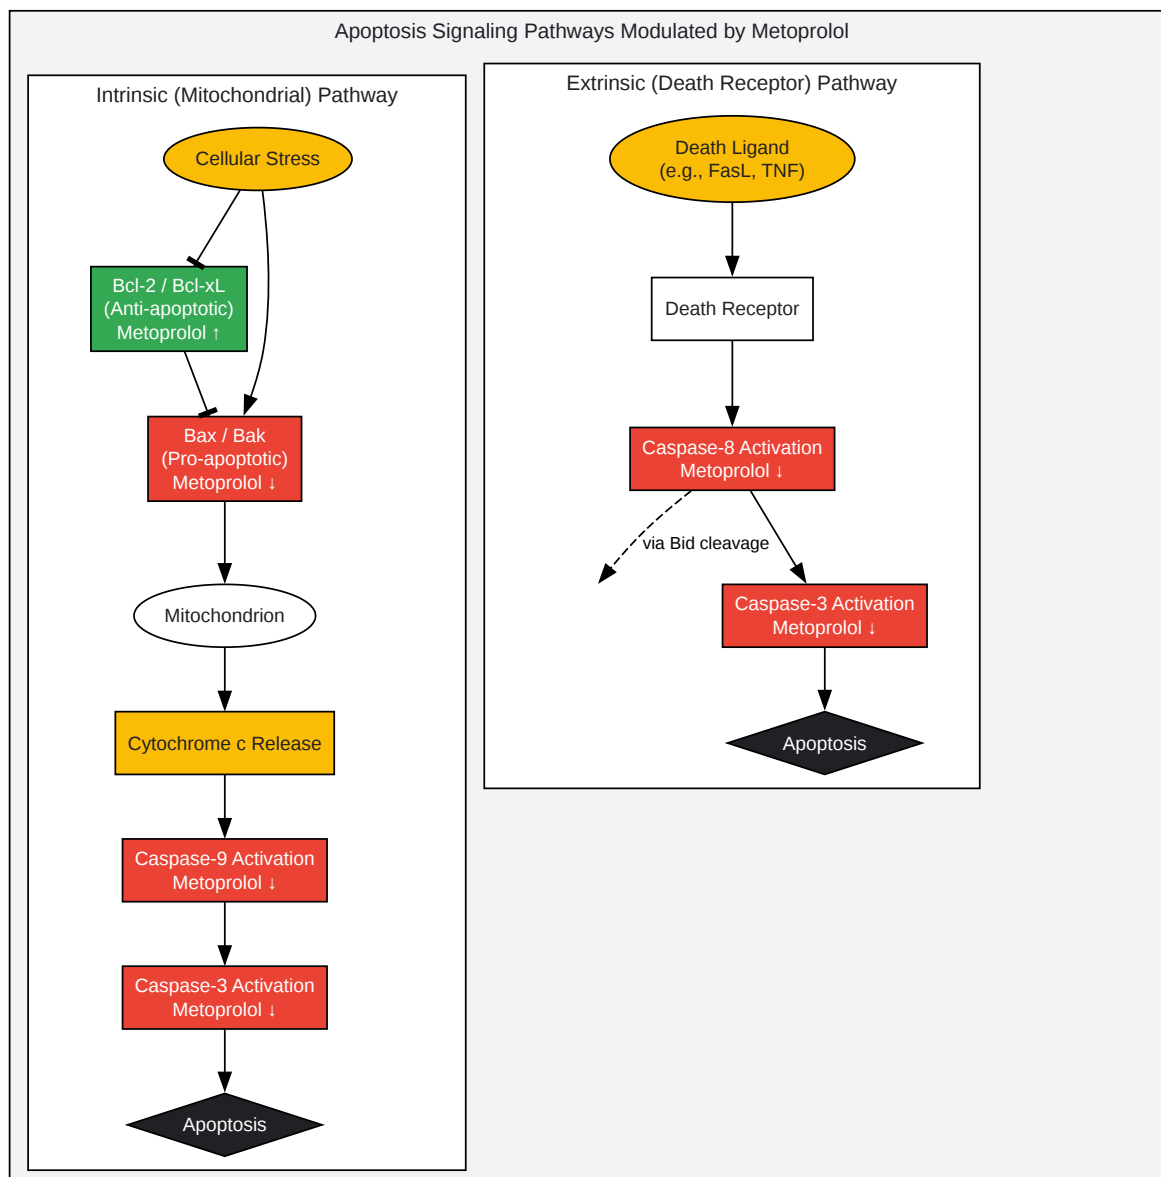 Apoptosis Signaling Pathways Modulated by Metoprolol
Intrinsic (Mitochondrial) Pathway
Cellular Stress
Bcl-2 / Bcl-xL
(Anti-apoptotic)
Metoprolol ↑
Bax / Bak
(Pro-apoptotic)
Metoprolol ↓
Mitochondrion
Cytochrome c Release
Caspase-9 Activation
Metoprolol ↓
Caspase-3 Activation
Metoprolol ↓
Apoptosis
Extrinsic (Death Receptor) Pathway
Death Ligand
(e.g., FasL, TNF)
Death Receptor
Caspase-8 Activation
Metoprolol ↓
via Bid cleavage
Caspase-3 Activation
Metoprolol ↓
Apoptosis